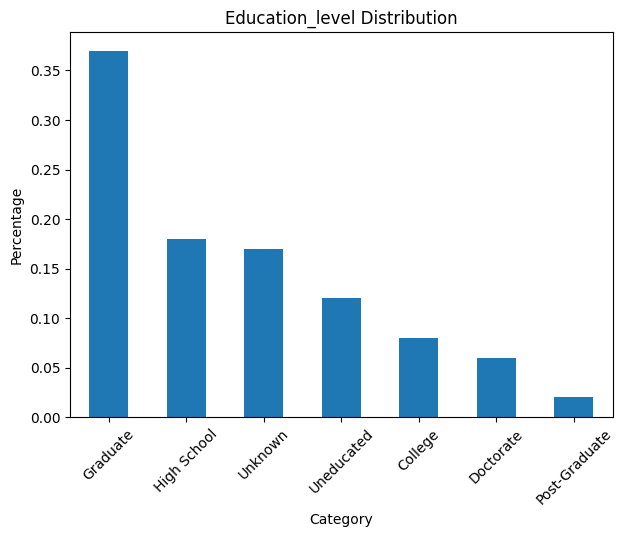 Education_level Distribution
Percentage
0.35
0.30
0.25
0.20
0.15
0.10
0.05
0.00
Graduate
High School
Unknown
Uneducated
College
Doctorate
Post-Graduate
Category